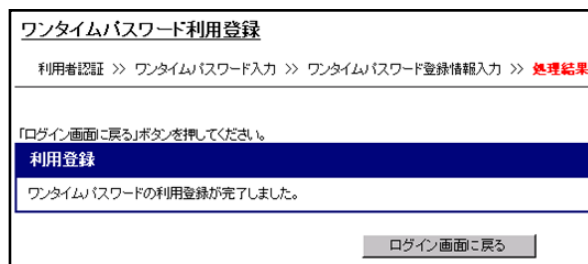 ワンタイムパスワード利用登録
利用者認証 >> ワンタイムパスワード入力 >> ワンタイムパスワード登録情報入力 >> 処理結果
「ログイン画面に戻る」ボタンを押してください。
利用登録
ワンタイムパスワードの利用登録が完了しました。
ログイン画面に戻る